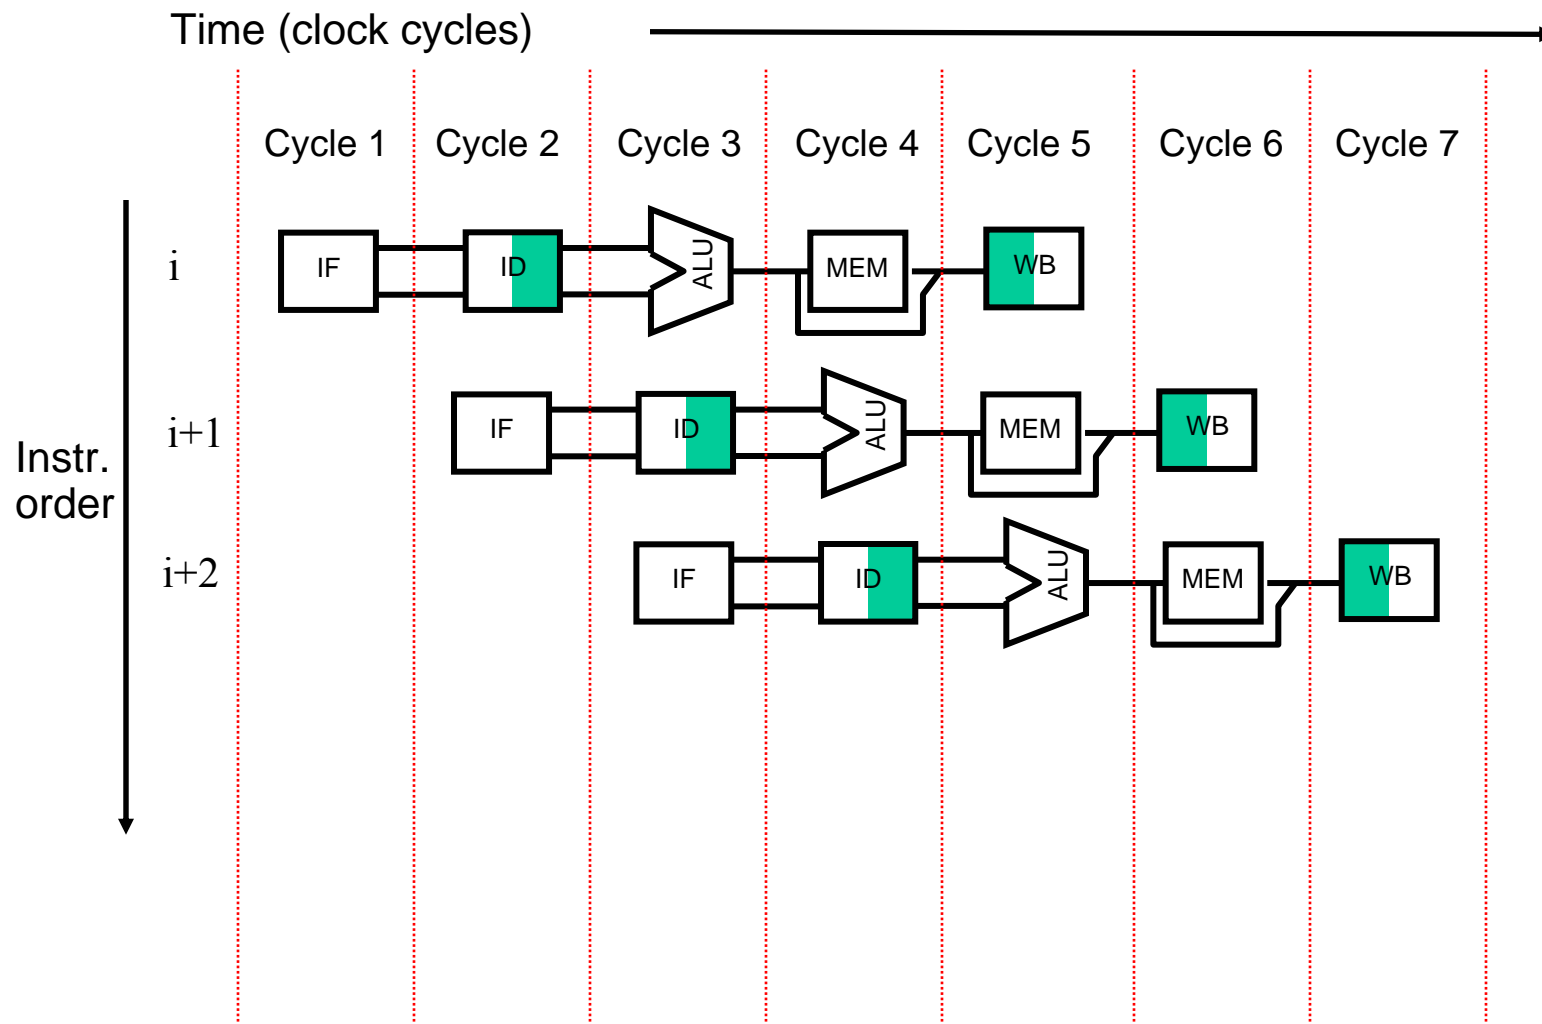 Time (clock cycles)
Cycle 1 Cycle 2 Cycle 3 Cycle 4 Cycle 5 Cycle 6 Cycle 7
i IF ID ALU MEM WB
i+1 IF ID ALU MEM WB
Instr.
order
i+2 IF ID ALU MEM WB